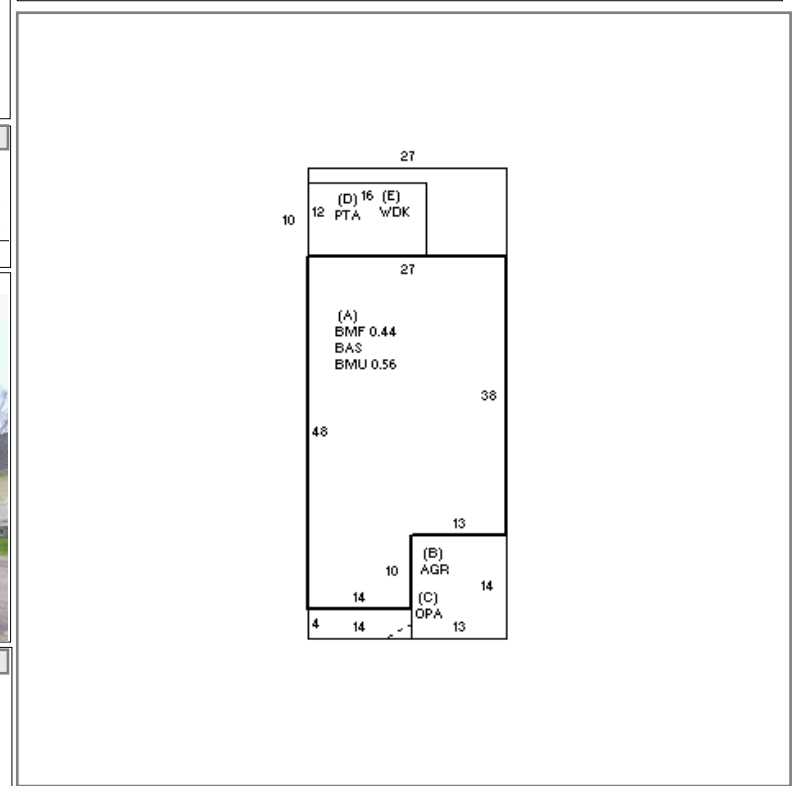 27
(D) 16 (E)
12 PTA WDK
10
27
(A)
BMF 0.44
BAS
BMU 0.56
38
48
13
(B)
10 AGR
14
14 (C)
OPA
4 14 13